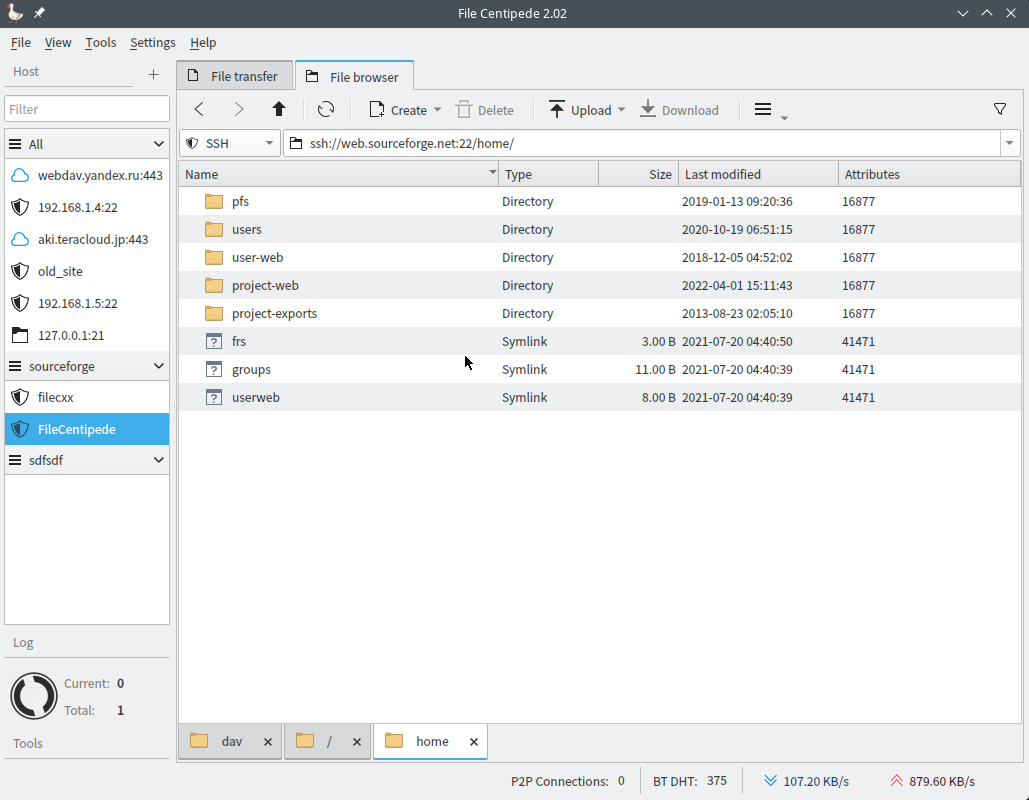 File Centipede 2.02
File View Tools Settings Help
Host
Filter
All
webdav.yandex.ru:443
192.168.1.4:22
aki.teracloud.jp:443
old_site
192.168.1.5:22
127.0.0.1:21
sourceforge
filecxx
FileCentipede
sdfsdf
Log
Current: 0
Total: 1
Tools
File transfer File browser
Create Delete Upload Download
SSH ssh://web.sourceforge.net:22/home/
Name Type Size Last modified Attributes
pfs Directory 2019-01-13 09:20:36 16877
users Directory 2020-10-19 06:51:15 16877
user-web Directory 2018-12-05 04:52:02 16877
project-web Directory 2022-04-01 15:11:43 16877
project-exports Directory 2013-08-23 02:05:10 16877
? frs Symlink 3.00 B 2021-07-20 04:40:50 41471
? groups Symlink 11.00 B 2021-07-20 04:40:39 41471
? userweb Symlink 8.00 B 2021-07-20 04:40:39 41471
dav / home
P2P Connections: 0 BT DHT: 375 107.20 KB/s 879.60 KB/s